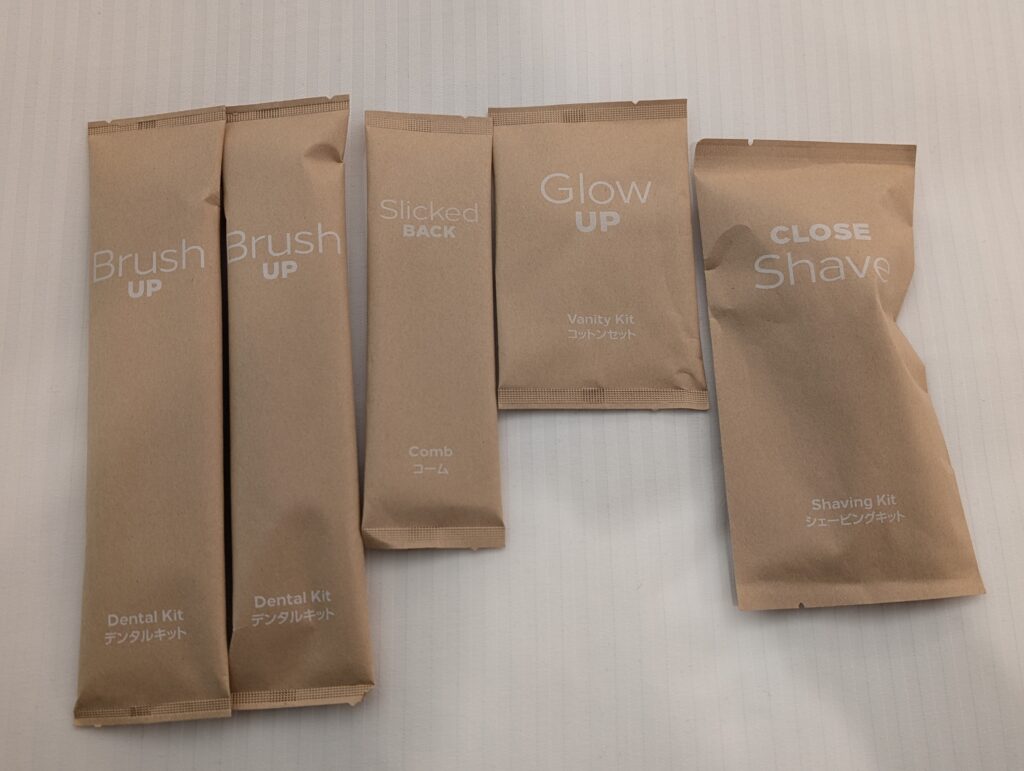 Brush
UP
Dental Kit
デンタルキット
Brush
UP
Dental Kit
デンタルキット
Slicked
BACK
Comb
コーム
Glow
UP
Vanity Kit
コットンセット
CLOSE
Shave
Shaving Kit
シェービングキット